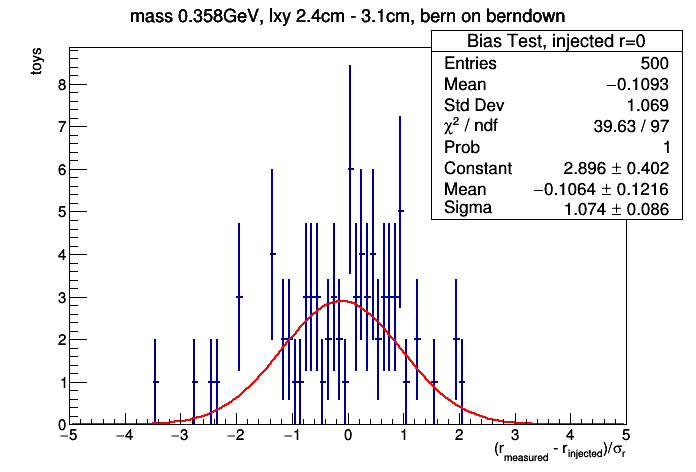 mass 0.358GeV, lxy 2.4cm - 3.1cm, bern on berndown
Bias Test, injected r=0
Entries 500
Mean −0.1093
Std Dev 1.069
χ² / ndf 39.63 / 97
Prob 1
Constant 2.896 ± 0.402
Mean −0.1064 ± 0.1216
Sigma 1.074 ± 0.086
toys
8
7
6
5
4
3
2
1
0
−5 −4 −3 −2 −1 0 1 2 3 4 5
(r_measured - r_injected)/σ_r